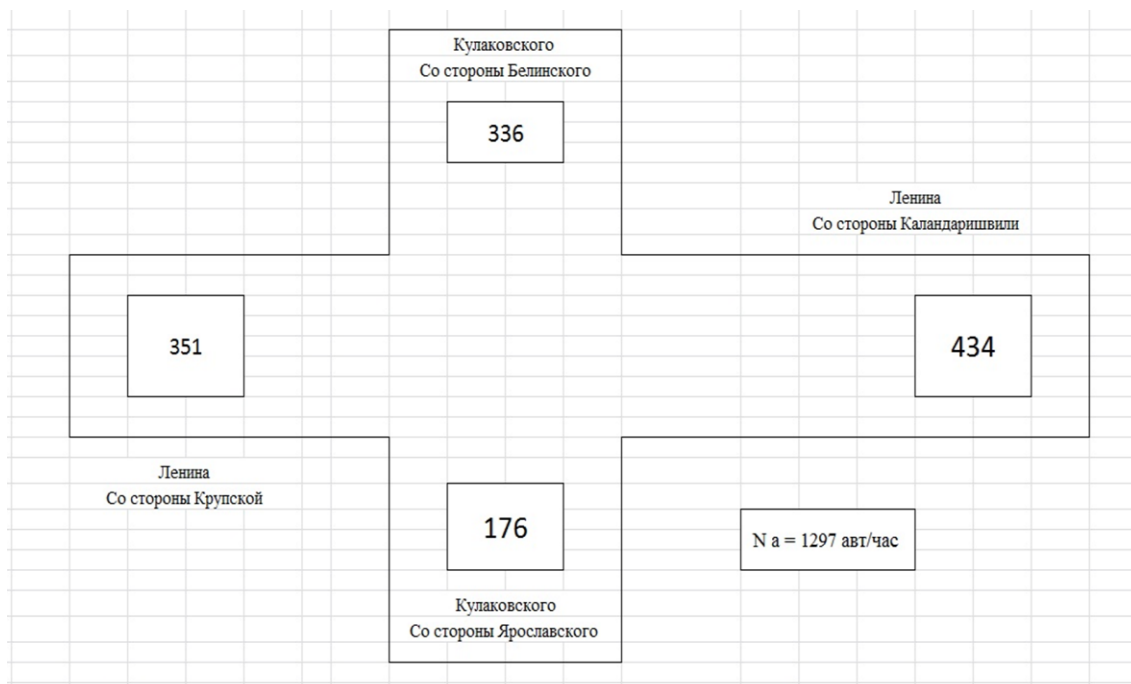 Кулаковского
Со стороны Белинского
336
Ленина
Со стороны Каландаришвили
351
434
Ленина
Со стороны Крупской
176
N а = 1297 авт/час
Кулаковского
Со стороны Ярославского